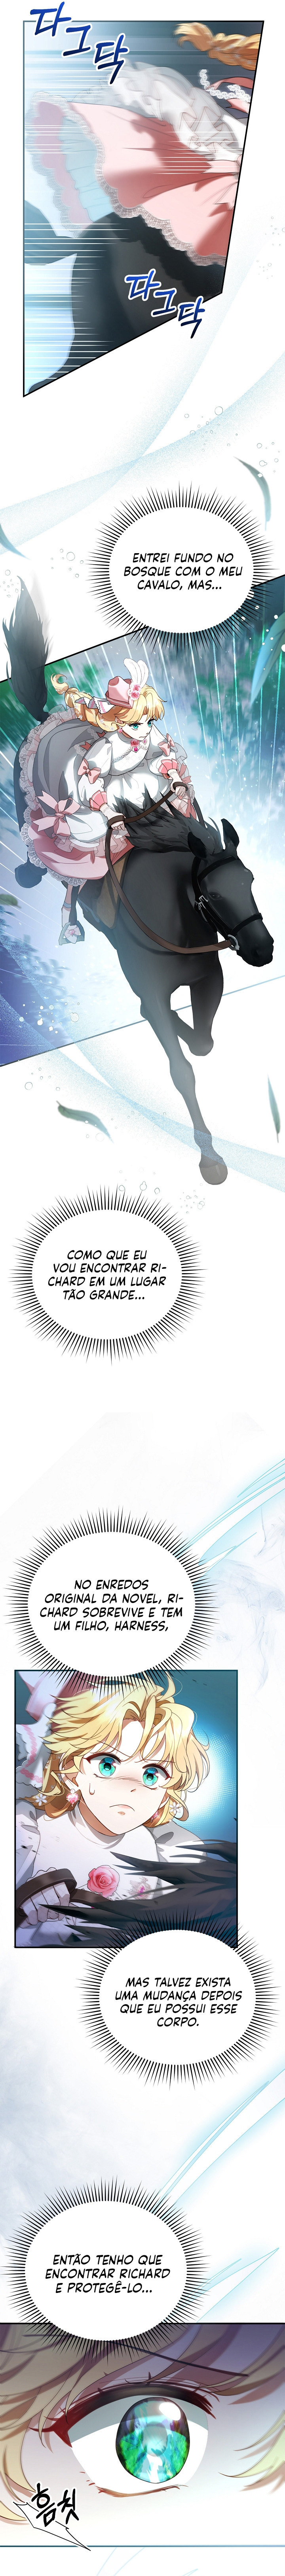 다그닥
다그닥
ENTREI FUNDO NO
BOSQUE COM O MEU
CAVALO, MAS...
COMO QUE EU
VOU ENCONTRAR RI-
CHARD EM UM LUGAR
TÃO GRANDE...
NO ENREDOS
ORIGINAL DA NOVEL, RI-
CHARD SOBREVIVE E TEM
UM FILHO, HARNESS,
MAS TALVEZ EXISTA
UMA MUDANÇA DEPOIS
QUE EU POSSUI ESSE
CORPO.
ENTÃO TENHO QUE
ENCONTRAR RICHARD
E PROTEGÊ-LO...
흠칫